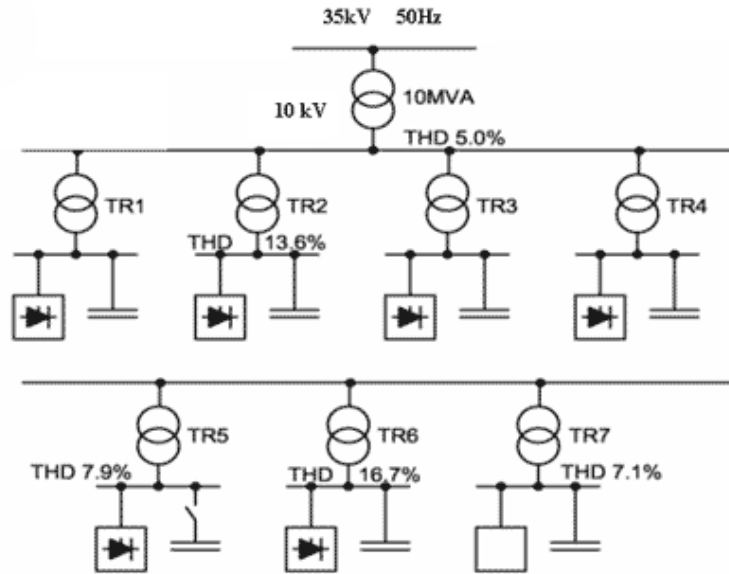 35kV 50Hz
10MVA
10 kV
THD 5.0%
TR1
TR2
TR3
TR4
THD 13.6%
TR5
TR6
TR7
THD 7.9%
THD 16.7%
THD 7.1%